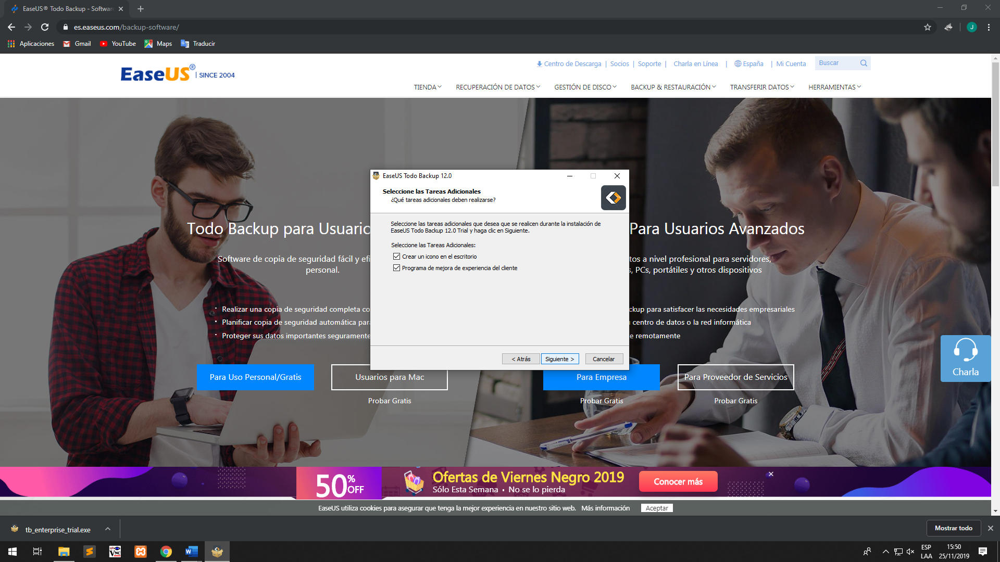 EaseUS® Todo Backup - Softwar
es.easeus.com/backup-software/
J
Aplicaciones
Gmail
YouTube
Maps
Traducir
EaseUS® | SINCE 2004
Centro de Descarga | Socios | Soporte | Charla en Línea | España | Mi Cuenta
Buscar
TIENDA
RECUPERACIÓN DE DATOS
GESTIÓN DE DISCO
BACKUP & RESTAURACIÓN
TRANSFERIR DATOS
HERRAMIENTAS
EaseUS Todo Backup 12.0
Seleccione las Tareas Adicionales
¿Qué tareas adicionales deben realizarse?
Seleccione las tareas adicionales que desea que se realicen durante la instalación de
EaseUS Todo Backup 12.0 Trial y haga clic en Siguiente.
Seleccione las Tareas Adicionales:
Crear un icono en el escritorio
Programa de mejora de experiencia del cliente
< Atrás
Siguiente >
Cancelar
Todo Backup para Usuaric
Software de copia de seguridad fácil y efi
personal.
· Realizar una copia de seguridad completa co
· Planificar copia de seguridad automática para
· Proteger sus datos importantes seguramente
Para Uso Personal/Gratis
Usuarios para Mac
Probar Gratis
Para Usuarios Avanzados
tos a nivel profesional para servidores,
s, PCs, portátiles y otros dispositivos
ckup para satisfacer las necesidades empresariales
centro de datos o la red informática
e remotamente
Para Empresa
Para Proveedor de Servicios
Probar Gratis
Probar Gratis
Charla
50% OFF
Ofertas de Viernes Negro 2019
Sólo Esta Semana • No se lo pierda
Conocer más
EaseUS utiliza cookies para asegurar que tenga la mejor experiencia en nuestro sitio web. Más información
Aceptar
tb_enterprise_trial.exe
Mostrar todo
VNC
ESP
LAA
15:50
25/11/2019